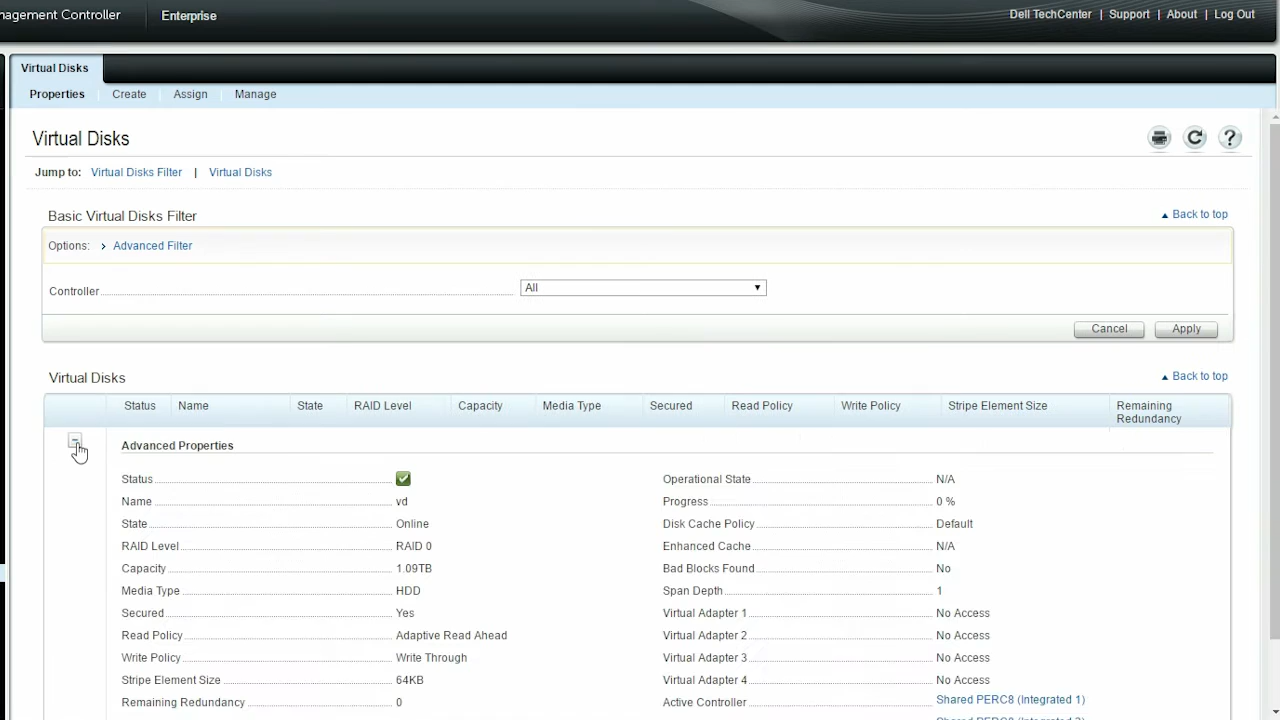 nagement Controller Enterprise Dell TechCenter | Support | About | Log Out
Virtual Disks
Properties Create Assign Manage
Virtual Disks
Jump to: Virtual Disks Filter | Virtual Disks
Basic Virtual Disks Filter ▲ Back to top
Options: › Advanced Filter
Controller All
Cancel Apply
Virtual Disks ▲ Back to top
Status Name State RAID Level Capacity Media Type Secured Read Policy Write Policy Stripe Element Size Remaining
Redundancy
Advanced Properties
Status Operational State N/A
Name vd Progress 0 %
State Online Disk Cache Policy Default
RAID Level RAID 0 Enhanced Cache N/A
Capacity 1.09TB Bad Blocks Found No
Media Type HDD Span Depth 1
Secured Yes Virtual Adapter 1 No Access
Read Policy Adaptive Read Ahead Virtual Adapter 2 No Access
Write Policy Write Through Virtual Adapter 3 No Access
Stripe Element Size 64KB Virtual Adapter 4 No Access
Remaining Redundancy 0 Active Controller Shared PERC8 (Integrated 1)